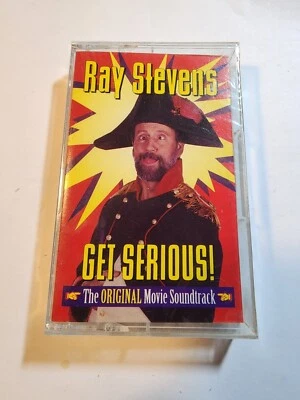 Ray Stevens
GET SERIOUS!
The ORIGINAL Movie Soundtrack